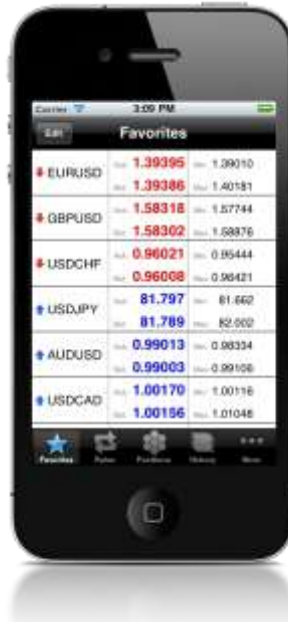 Carrier 3:09 PM
Edit Favorites
EURUSD 1.39395 1.39010
1.39386 1.40181
GBPUSD 1.58318 1.57744
1.58302 1.58876
USDCHF 0.96021 0.95444
0.96008 0.96421
USDJPY 81.797 81.662
81.789 82.002
AUDUSD 0.99013 0.98334
0.99003 0.99106
USDCAD 1.00170 1.00116
1.00156 1.01048
Favorites Rates Positions History More